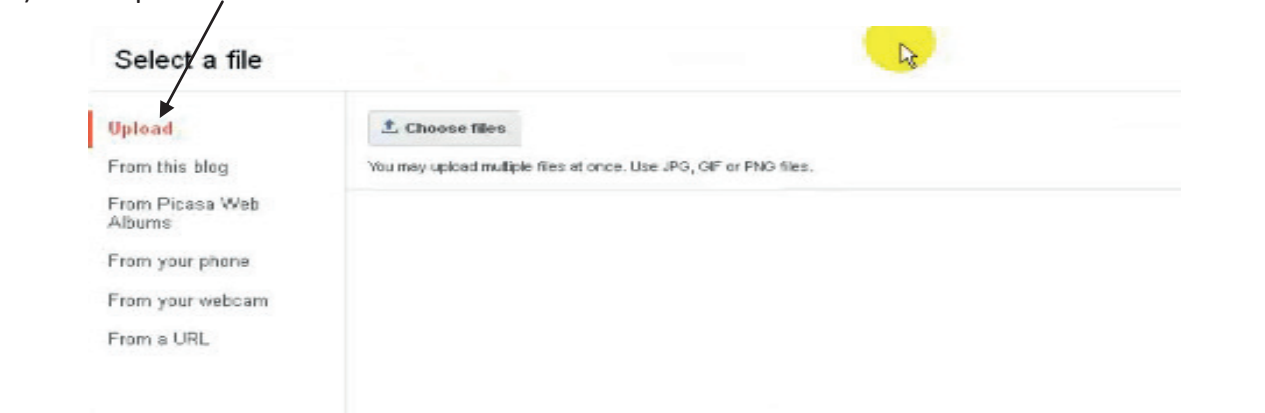 Select a file
Upload
Choose files
From this blog
You may upload multiple files at once. Use JPG, GIF or PNG files.
From Picasa Web
Albums
From your phone
From your webcam
From a URL